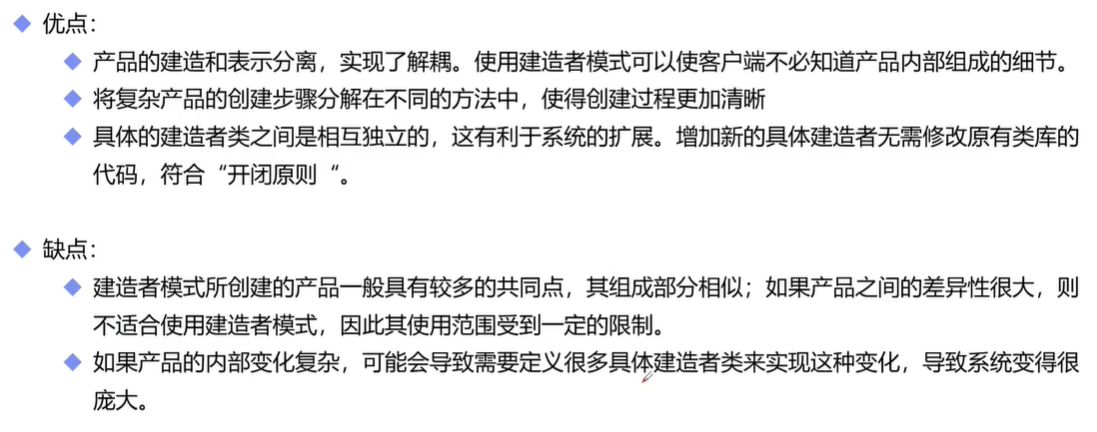 优点：
产品的建造和表示分离，实现了解耦。使用建造者模式可以使客户端不必知道产品内部组成的细节。
将复杂产品的创建步骤分解在不同的方法中，使得创建过程更加清晰
具体的建造者类之间是相互独立的，这有利于系统的扩展。增加新的具体建造者无需修改原有类库的
代码，符合“开闭原则“。
缺点：
建造者模式所创建的产品一般具有较多的共同点，其组成部分相似；如果产品之间的差异性很大，则
不适合使用建造者模式，因此其使用范围受到一定的限制。
如果产品的内部变化复杂，可能会导致需要定义很多具体建造者类来实现这种变化，导致系统变得很
庞大。